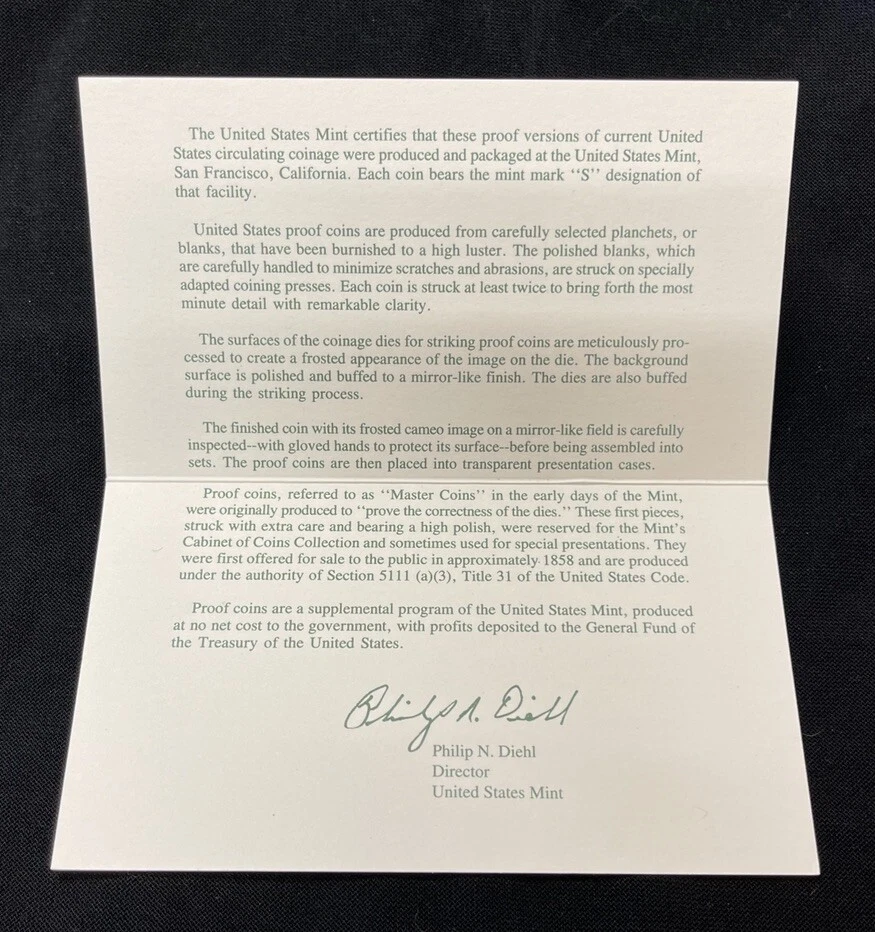 The United States Mint certifies that these proof versions of current United
States circulating coinage were produced and packaged at the United States Mint,
San Francisco, California. Each coin bears the mint mark ‘‘S’’ designation of
that facility.
United States proof coins are produced from carefully selected planchets, or
blanks, that have been burnished to a high luster. The polished blanks, which
are carefully handled to minimize scratches and abrasions, are struck on specially
adapted coining presses. Each coin is struck at least twice to bring forth the most
minute detail with remarkable clarity.
The surfaces of the coinage dies for striking proof coins are meticulously pro-
cessed to create a frosted appearance of the image on the die. The background
surface is polished and buffed to a mirror-like finish. The dies are also buffed
during the striking process.
The finished coin with its frosted cameo image on a mirror-like field is carefully
inspected--with gloved hands to protect its surface--before being assembled into
sets. The proof coins are then placed into transparent presentation cases.
Proof coins, referred to as ‘‘Master Coins’’ in the early days of the Mint,
were originally produced to ‘‘prove the correctness of the dies.’’ These first pieces,
struck with extra care and bearing a high polish, were reserved for the Mint’s
Cabinet of Coins Collection and sometimes used for special presentations. They
were first offered for sale to the public in approximately 1858 and are produced
under the authority of Section 5111 (a)(3), Title 31 of the United States Code.
Proof coins are a supplemental program of the United States Mint, produced
at no net cost to the government, with profits deposited to the General Fund of
the Treasury of the United States.
Philip N. Diehl
Philip N. Diehl
Director
United States Mint